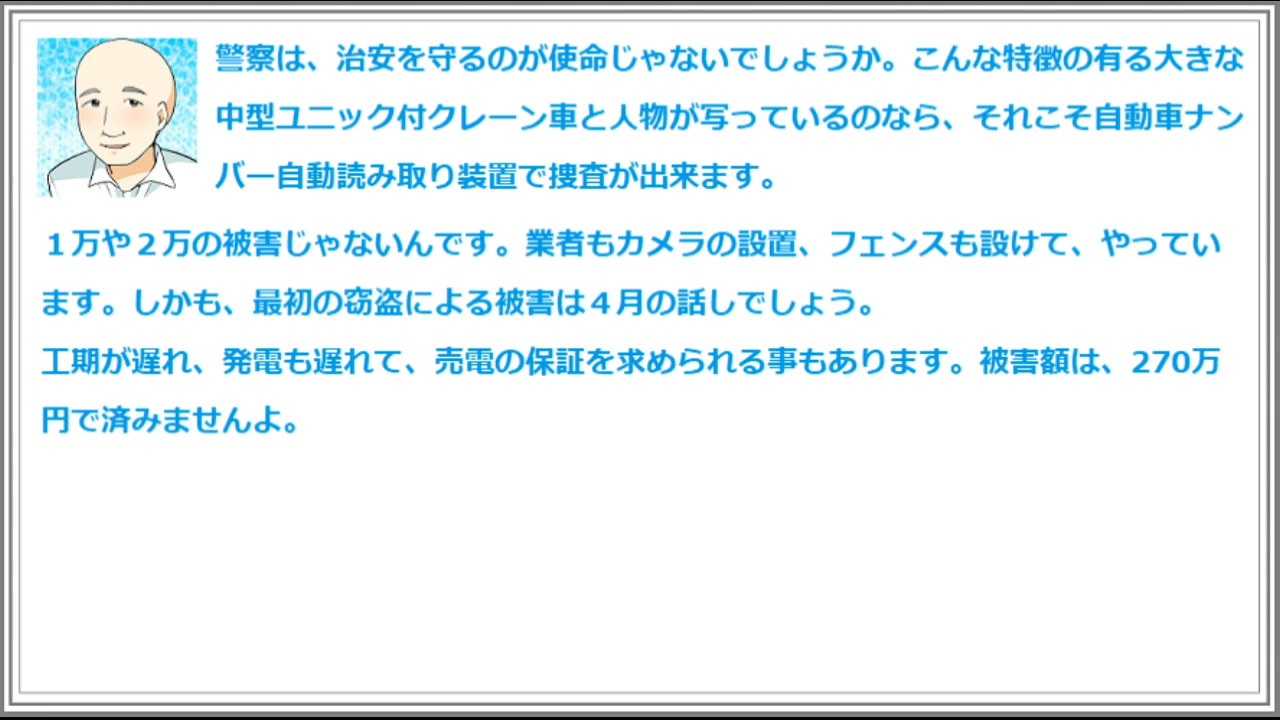 警察は、治安を守るのが使命じゃないでしょうか。こんな特徴の有る大きな
中型ユニック付クレーン車と人物が写っているのなら、それこそ自動車ナン
バー自動読み取り装置で捜査が出来ます。
１万や２万の被害じゃないんです。業者もカメラの設置、フェンスも設けて、やってい
ます。しかも、最初の窃盗による被害は４月の話しでしょう。
工期が遅れ、発電も遅れて、売電の保証を求められる事もあります。被害額は、270万
円で済みませんよ。